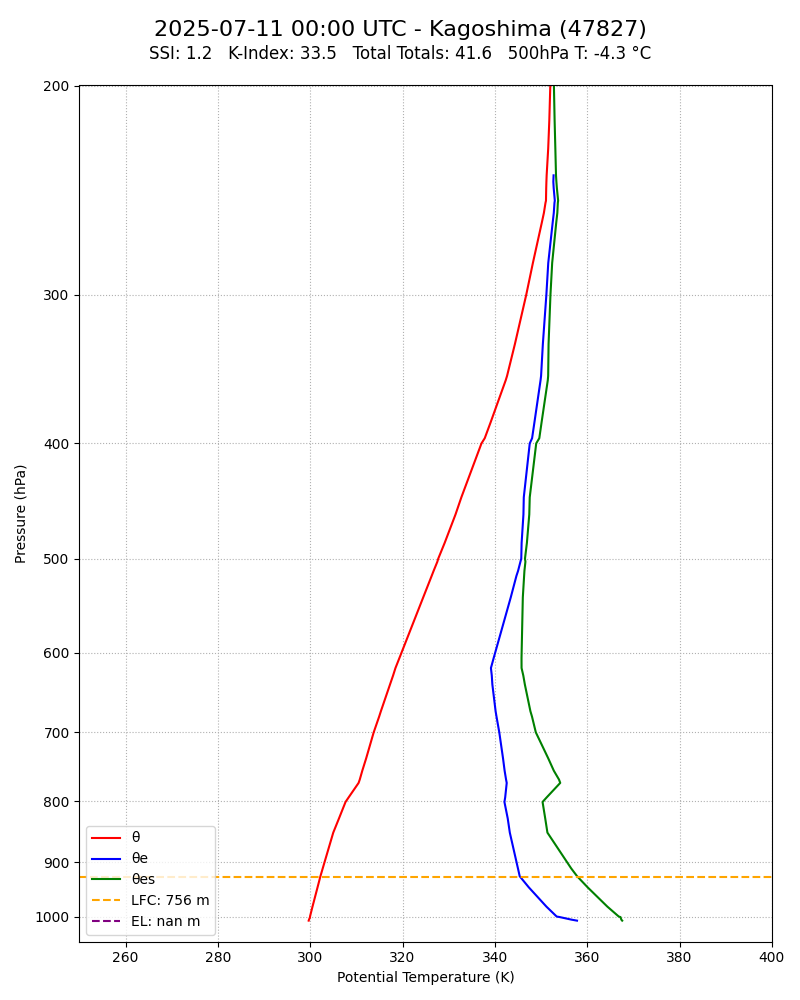 2025-07-11 00:00 UTC - Kagoshima (47827)
SSI: 1.2   K-Index: 33.5   Total Totals: 41.6   500hPa T: -4.3 °C
200
300
400
500
600
700
800
900
1000
Pressure (hPa)
θ
θe
θes
LFC: 756 m
EL: nan m
260 280 300 320 340 360 380 400
Potential Temperature (K)